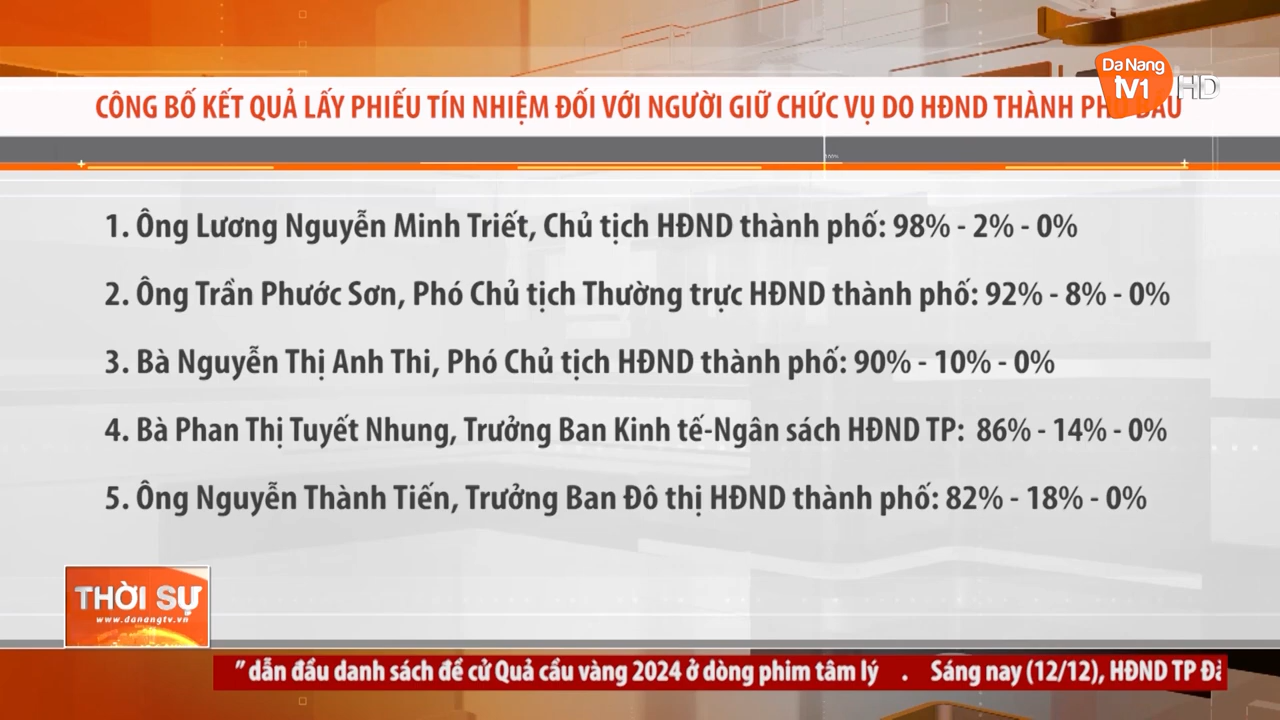 Da Nang
TV1 HD
CÔNG BỐ KẾT QUẢ LẤY PHIẾU TÍN NHIỆM ĐỐI VỚI NGƯỜI GIỮ CHỨC VỤ DO HĐND THÀNH PHỐ BẦU
100%
1. Ông Lương Nguyễn Minh Triết, Chủ tịch HĐND thành phố: 98% - 2% - 0%
2. Ông Trần Phước Sơn, Phó Chủ tịch Thường trực HĐND thành phố: 92% - 8% - 0%
3. Bà Nguyễn Thị Anh Thi, Phó Chủ tịch HĐND thành phố: 90% - 10% - 0%
4. Bà Phan Thị Tuyết Nhung, Trưởng Ban Kinh tế-Ngân sách HĐND TP: 86% - 14% - 0%
5. Ông Nguyễn Thành Tiến, Trưởng Ban Đô thị HĐND thành phố: 82% - 18% - 0%
THỜI SỰ
www.danangtv.vn
" dẫn đầu danh sách đề cử Quả cầu vàng 2024 ở dòng phim tâm lý . Sáng nay (12/12), HĐND TP Đà